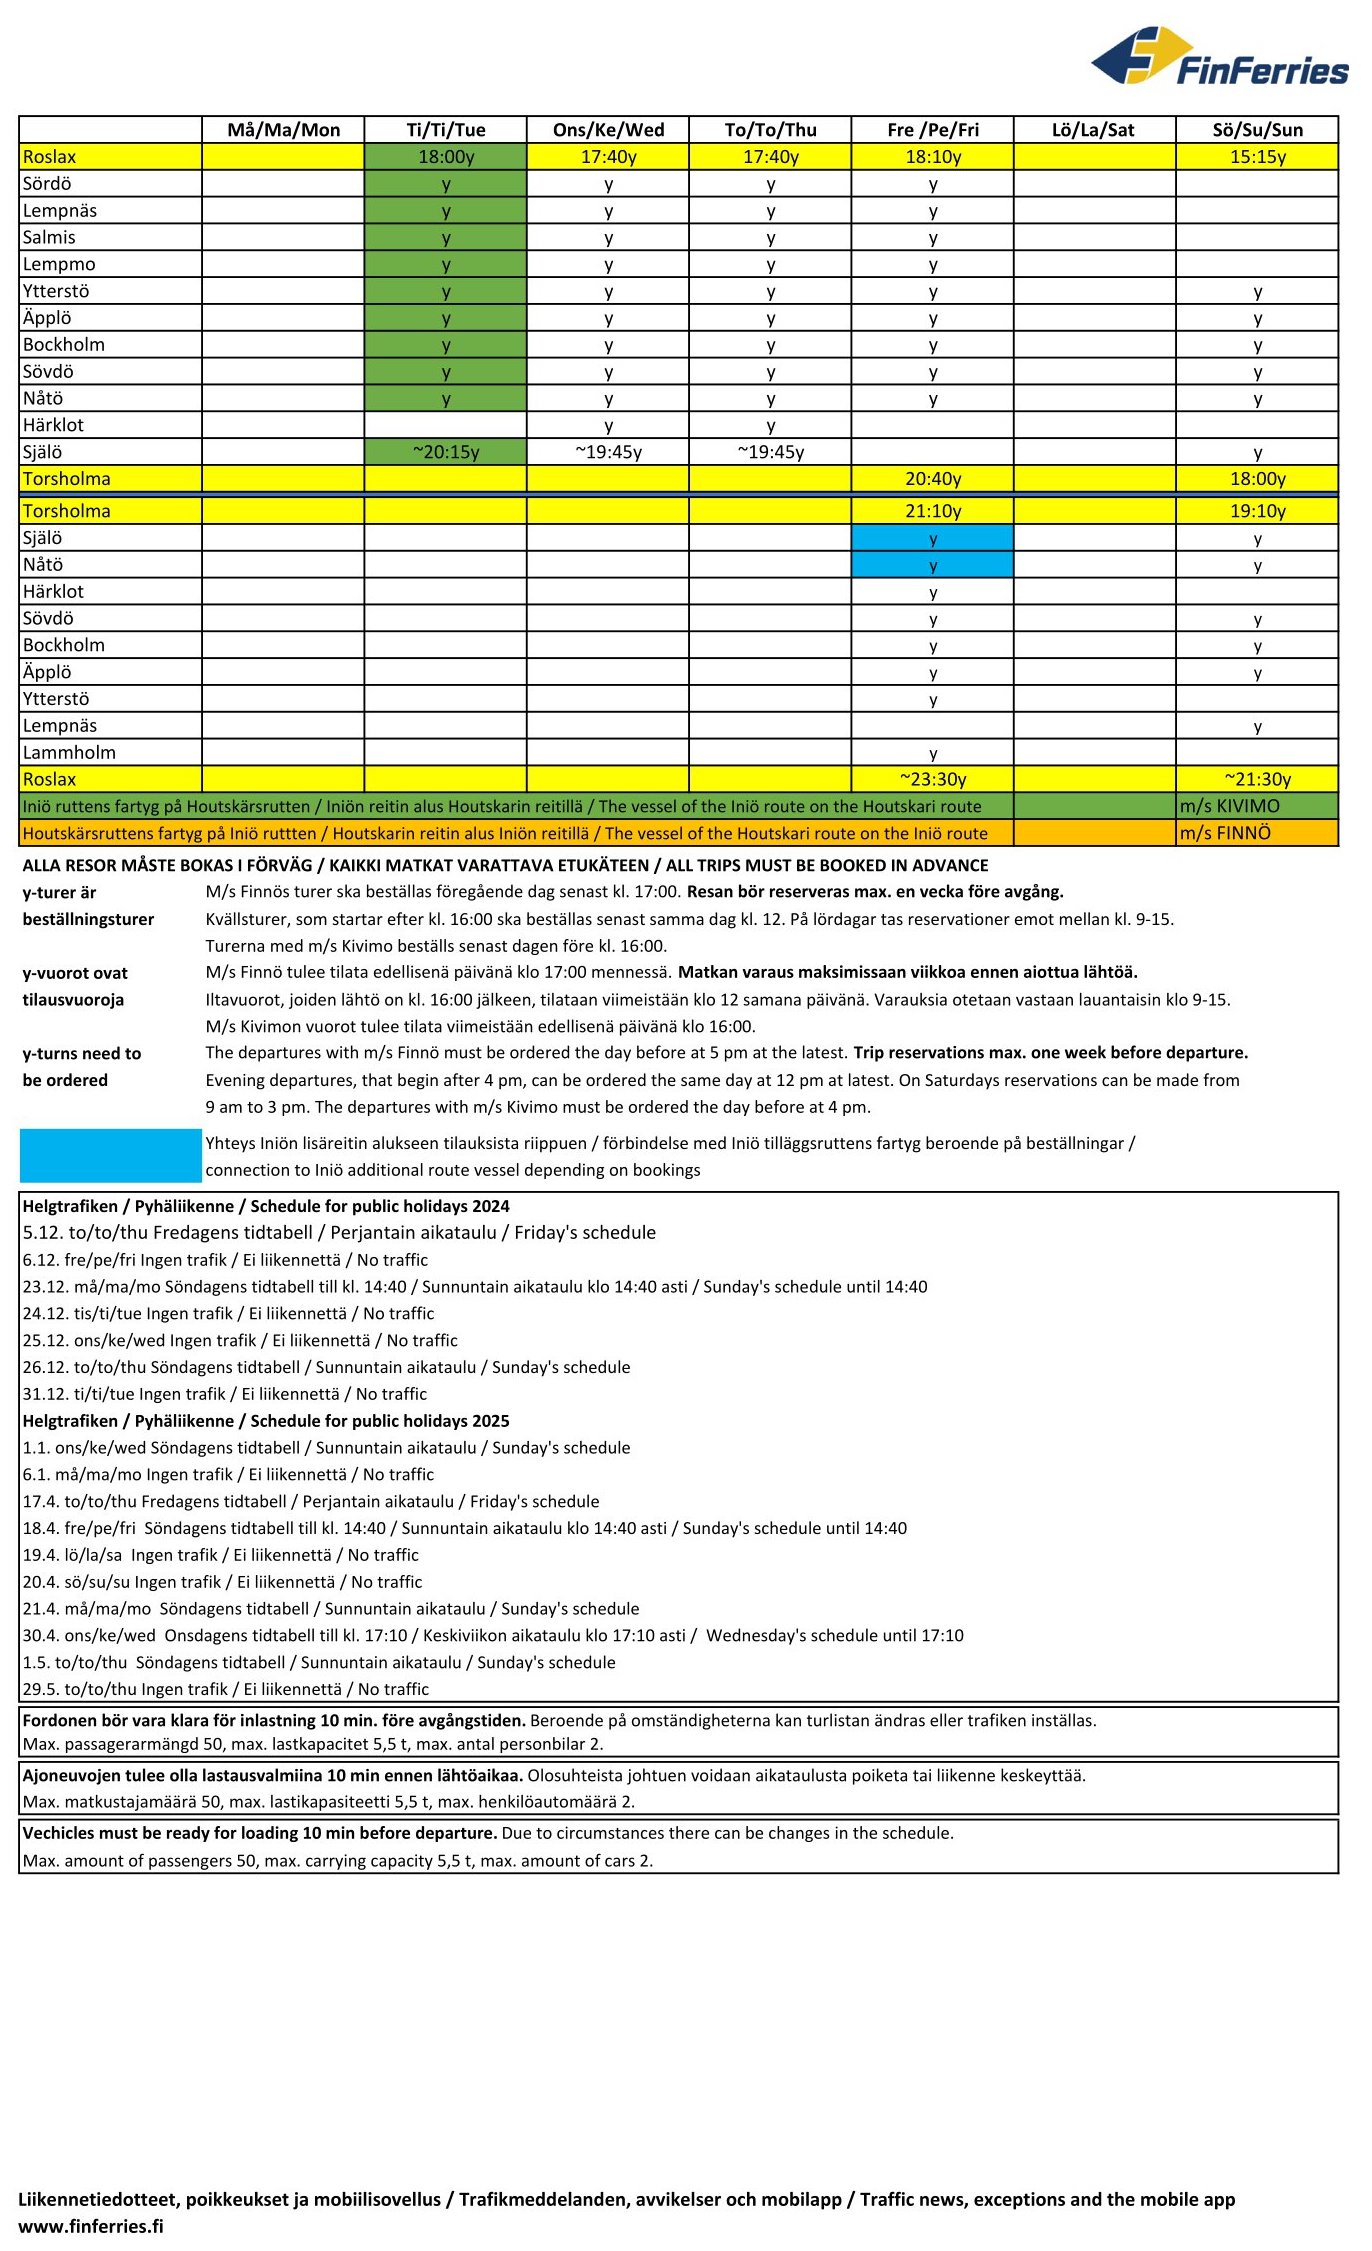 FinFerries
Må/Ma/Mon Ti/Ti/Tue Ons/Ke/Wed To/To/Thu Fre /Pe/Fri Lö/La/Sat Sö/Su/Sun
Roslax 18:00y 17:40y 17:40y 18:10y 15:15y
Sördö y y y y
Lempnäs y y y y
Salmis y y y y
Lempmo y y y y
Ytterstö y y y y y
Äpplö y y y y y
Bockholm y y y y y
Sövdö y y y y y
Nåtö y y y y y
Härklot y y
Själö ~20:15y ~19:45y ~19:45y y
Torsholma 20:40y 18:00y
Torsholma 21:10y 19:10y
Själö y y
Nåtö y y
Härklot y
Sövdö y y
Bockholm y y
Äpplö y y
Ytterstö y
Lempnäs y
Lammholm y
Roslax ~23:30y ~21:30y
Iniö ruttens fartyg på Houtskärsrutten / Iniön reitin alus Houtskarin reitillä / The vessel of the Iniö route on the Houtskari route m/s KIVIMO
Houtskärsruttens fartyg på Iniö ruttten / Houtskarin reitin alus Iniön reitillä / The vessel of the Houtskari route on the Iniö route m/s FINNÖ
ALLA RESOR MÅSTE BOKAS I FÖRVÄG / KAIKKI MATKAT VARATTAVA ETUKÄTEEN / ALL TRIPS MUST BE BOOKED IN ADVANCE
y-turer är M/s Finnös turer ska beställas föregående dag senast kl. 17:00. Resan bör reserveras max. en vecka före avgång.
beställningsturer Kvällsturer, som startar efter kl. 16:00 ska beställas senast samma dag kl. 12. På lördagar tas reservationer emot mellan kl. 9-15.
Turerna med m/s Kivimo beställs senast dagen före kl. 16:00.
y-vuorot ovat M/s Finnö tulee tilata edellisenä päivänä klo 17:00 mennessä. Matkan varaus maksimissaan viikkoa ennen aiottua lähtöä.
tilausvuoroja Iltavuorot, joiden lähtö on kl. 16:00 jälkeen, tilataan viimeistään klo 12 samana päivänä. Varauksia otetaan vastaan lauantaisin klo 9-15.
M/s Kivimon vuorot tulee tilata viimeistään edellisenä päivänä klo 16:00.
y-turns need to The departures with m/s Finnö must be ordered the day before at 5 pm at the latest. Trip reservations max. one week before departure.
be ordered Evening departures, that begin after 4 pm, can be ordered the same day at 12 pm at latest. On Saturdays reservations can be made from
9 am to 3 pm. The departures with m/s Kivimo must be ordered the day before at 4 pm.
Yhteys Iniön lisäreitin alukseen tilauksista riippuen / förbindelse med Iniö tilläggsruttens fartyg beroende på beställningar /
connection to Iniö additional route vessel depending on bookings
Helgtrafiken / Pyhäliikenne / Schedule for public holidays 2024
5.12. to/to/thu Fredagens tidtabell / Perjantain aikataulu / Friday's schedule
6.12. fre/pe/fri Ingen trafik / Ei liikennettä / No traffic
23.12. må/ma/mo Söndagens tidtabell till kl. 14:40 / Sunnuntain aikataulu klo 14:40 asti / Sunday's schedule until 14:40
24.12. tis/ti/tue Ingen trafik / Ei liikennettä / No traffic
25.12. ons/ke/wed Ingen trafik / Ei liikennettä / No traffic
26.12. to/to/thu Söndagens tidtabell / Sunnuntain aikataulu / Sunday's schedule
31.12. ti/ti/tue Ingen trafik / Ei liikennettä / No traffic
Helgtrafiken / Pyhäliikenne / Schedule for public holidays 2025
1.1. ons/ke/wed Söndagens tidtabell / Sunnuntain aikataulu / Sunday's schedule
6.1. må/ma/mo Ingen trafik / Ei liikennettä / No traffic
17.4. to/to/thu Fredagens tidtabell / Perjantain aikataulu / Friday's schedule
18.4. fre/pe/fri Söndagens tidtabell till kl. 14:40 / Sunnuntain aikataulu klo 14:40 asti / Sunday's schedule until 14:40
19.4. lö/la/sa Ingen trafik / Ei liikennettä / No traffic
20.4. sö/su/su Ingen trafik / Ei liikennettä / No traffic
21.4. må/ma/mo Söndagens tidtabell / Sunnuntain aikataulu / Sunday's schedule
30.4. ons/ke/wed Onsdagens tidtabell till kl. 17:10 / Keskiviikon aikataulu klo 17:10 asti / Wednesday's schedule until 17:10
1.5. to/to/thu Söndagens tidtabell / Sunnuntain aikataulu / Sunday's schedule
29.5. to/to/thu Ingen trafik / Ei liikennettä / No traffic
Fordonen bör vara klara för inlastning 10 min. före avgångstiden. Beroende på omständigheterna kan turlistan ändras eller trafiken inställas.
Max. passagerarmängd 50, max. lastkapacitet 5,5 t, max. antal personbilar 2.
Ajoneuvojen tulee olla lastausvalmiina 10 min ennen lähtöaikaa. Olosuhteista johtuen voidaan aikataulusta poiketa tai liikenne keskeyttää.
Max. matkustajamäärä 50, max. lastikapasiteetti 5,5 t, max. henkilöautomäärä 2.
Vechicles must be ready for loading 10 min before departure. Due to circumstances there can be changes in the schedule.
Max. amount of passengers 50, max. carrying capacity 5,5 t, max. amount of cars 2.
Liikennetiedotteet, poikkeukset ja mobiilisovellus / Trafikmeddelanden, avvikelser och mobilapp / Traffic news, exceptions and the mobile app
www.finferries.fi